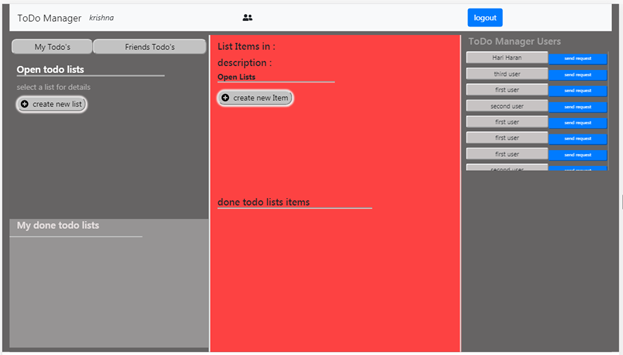 ToDo Manager krishna logout
My Todo's Friends Todo's
Open todo lists
select a list for details
create new list
My done todo lists
List Items in :
description :
Open Lists
create new Item
done todo lists items
ToDo Manager Users
Hari Haran send request
third user send request
first user send request
second user send request
first user send request
first user send request
first user send request
second user send request